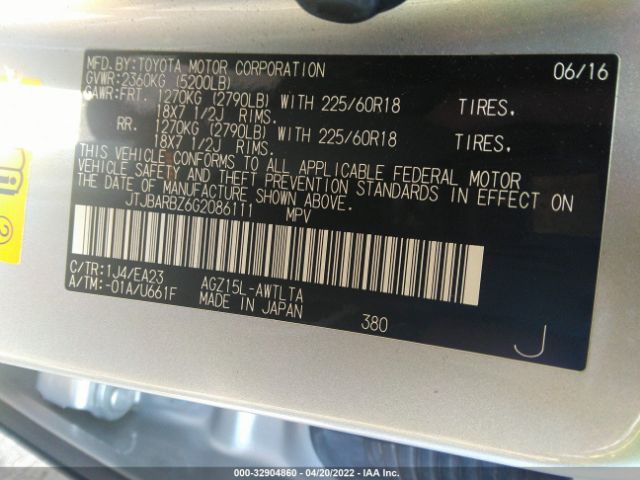 MFD.BY:TOYOTA MOTOR CORPORATION 06/16
GVWR:2360KG (5200LB)
GAWR:FRT. 1270KG (2790LB) WITH 225/60R18 TIRES,
18X7 1/2J RIMS.
RR. 1270KG (2790LB) WITH 225/60R18 TIRES,
18X7 1/2J RIMS.
THIS VEHICLE CONFORMS TO ALL APPLICABLE FEDERAL MOTOR
VEHICLE SAFETY AND THEFT PREVENTION STANDARDS IN EFFECT ON
THE DATE OF MANUFACTURE SHOWN ABOVE.
JTJBARBZ6G2086111 MPV
C/TR:1J4/EA23 AGZ15L-AWTLTA
A/TM:-01A/U661F MADE IN JAPAN
380
J
2
000-32904860 - 04/20/2022 - IAA Inc.